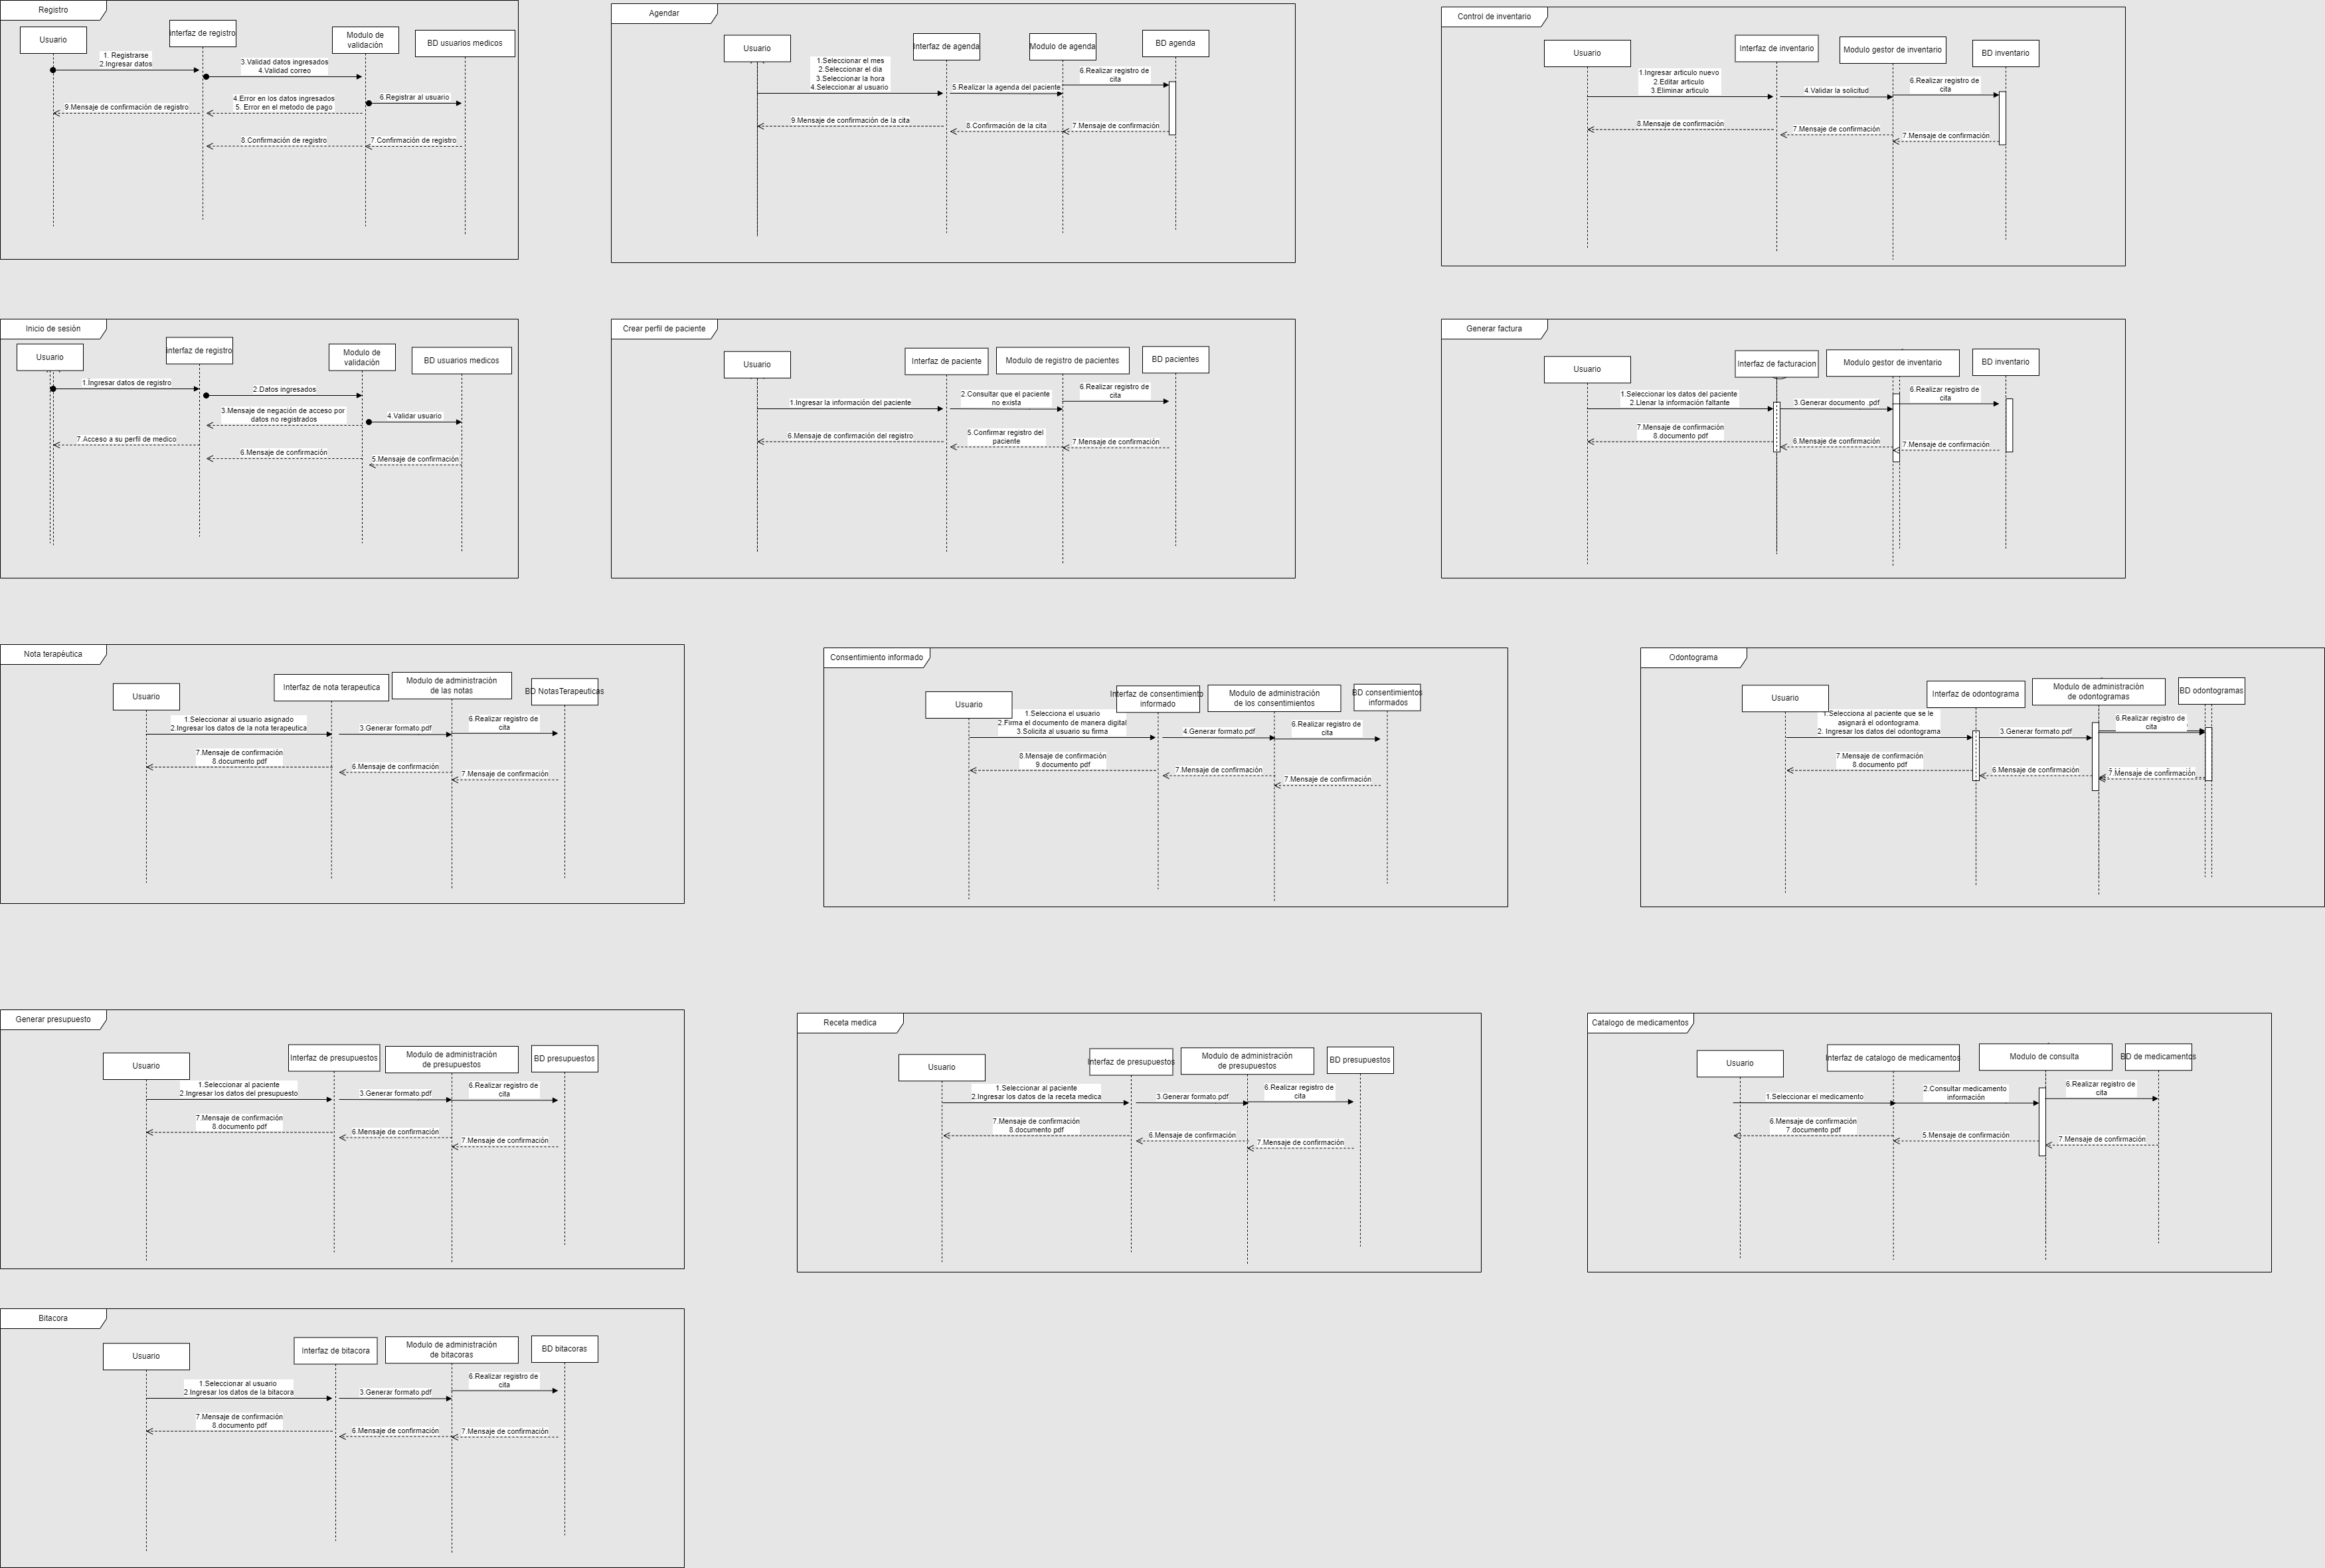 Registro
Usuario
interfaz de registro
Modulo de
validación
BD usuarios medicos
1. Registrarse
2.Ingresar datos
3.Validad datos ingresados
4.Validad correo
4.Error en los datos ingresados
5. Error en el metodo de pago
6.Registrar al usuario
9.Mensaje de confirmación de registro
8.Confirmación de registro
7.Confirmación de registro
Agendar
Usuario
Interfaz de agenda
Modulo de agenda
BD agenda
1.Seleccionar el mes
2.Seleccionar el dia
3.Seleccionar la hora
4.Seleccionar al usuario
5.Realizar la agenda del paciente
6.Realizar registro de
cita
9.Mensaje de confirmación de la cita
8.Confirmación de la cita
7.Mensaje de confirmación
Control de inventario
Usuario
Interfaz de inventario
Modulo gestor de inventario
BD inventario
1.Ingresar articulo nuevo
2.Editar articulo
3.Eliminar articulo
4.Validar la solicitud
6.Realizar registro de
cita
8.Mensaje de confirmación
7.Mensaje de confirmación
7.Mensaje de confirmación
Inicio de sesión
Usuario
interfaz de registro
Modulo de
validación
BD usuarios medicos
1.Ingresar datos de registro
2.Datos ingresados
3.Mensaje de negación de acceso por
datos no registrados
4.Validar usuario
7.Acceso a su perfil de medico
6.Mensaje de confirmación
5.Mensaje de confirmación
Crear perfil de paciente
Usuario
Interfaz de paciente
Modulo de registro de pacientes
BD pacientes
1.Ingresar la información del paciente
2.Consultar que el paciente
no exista
6.Realizar registro de
cita
6.Mensaje de confirmación del registro
5.Confirmar registro del
paciente
7.Mensaje de confirmación
Generar factura
Usuario
Interfaz de facturacion
Modulo gestor de inventario
BD inventario
1.Seleccionar los datos del paciente
2.Llenar la información faltante
3.Generar documento .pdf
6.Realizar registro de
cita
7.Mensaje de confirmación
8.documento pdf
6.Mensaje de confirmación
7.Mensaje de confirmación
Nota terapéutica
Usuario
Interfaz de nota terapeutica
Modulo de administración
de las notas
BD NotasTerapeuticas
1.Seleccionar al usuario asignado
2.Ingresar los datos de la nota terapeutica
3.Generar formato.pdf
6.Realizar registro de
cita
7.Mensaje de confirmación
8.documento pdf
6.Mensaje de confirmación
7.Mensaje de confirmación
Consentimiento informado
Usuario
Interfaz de consentimiento
informado
Modulo de administración
de los consentimientos
BD consentimientos
informados
1.Selecciona el usuario
2.Firma el documento de manera digital
3.Solicita al usuario su firma
4.Generar formato.pdf
6.Realizar registro de
cita
8.Mensaje de confirmación
9.documento pdf
7.Mensaje de confirmación
7.Mensaje de confirmación
Odontograma
Usuario
Interfaz de odontograma
Modulo de administración
de odontogramas
BD odontogramas
1.Selecciona al paciente que se le
asignará el odontograma.
2. Ingresar los datos del odontograma
3.Generar formato.pdf
6.Realizar registro de
cita
7.Mensaje de confirmación
8.documento pdf
6.Mensaje de confirmación
7.Mensaje de confirmación
Generar presupuesto
Usuario
Interfaz de presupuestos
Modulo de administración
de presupuestos
BD presupuestos
1.Seleccionar al paciente
2.Ingresar los datos del presupuesto
3.Generar formato.pdf
6.Realizar registro de
cita
7.Mensaje de confirmación
8.documento pdf
6.Mensaje de confirmación
7.Mensaje de confirmación
Receta medica
Usuario
Interfaz de presupuestos
Modulo de administración
de presupuestos
BD presupuestos
1.Seleccionar al paciente
2.Ingresar los datos de la receta medica
3.Generar formato.pdf
6.Realizar registro de
cita
7.Mensaje de confirmación
8.documento pdf
6.Mensaje de confirmación
7.Mensaje de confirmación
Catalogo de medicamentos
Usuario
Interfaz de catalogo de medicamentos
Modulo de consulta
BD de medicamentos
1.Seleccionar el medicamento
2.Consultar medicamento
información
6.Realizar registro de
cita
6.Mensaje de confirmación
7.documento pdf
5.Mensaje de confirmación
7.Mensaje de confirmación
Bitacora
Usuario
Interfaz de bitacora
Modulo de administración
de bitacoras
BD bitacoras
1.Seleccionar al usuario
2.Ingresar los datos de la bitacora
3.Generar formato.pdf
6.Realizar registro de
cita
7.Mensaje de confirmación
8.documento pdf
6.Mensaje de confirmación
7.Mensaje de confirmación